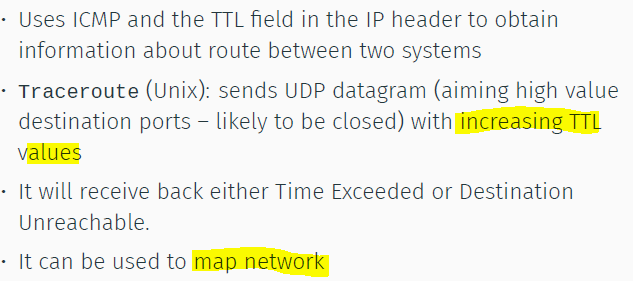 • Uses ICMP and the TTL field in the IP header to obtain
information about route between two systems
• Traceroute (Unix): sends UDP datagram (aiming high value
destination ports – likely to be closed) with increasing TTL
values
• It will receive back either Time Exceeded or Destination
Unreachable.
• It can be used to map network